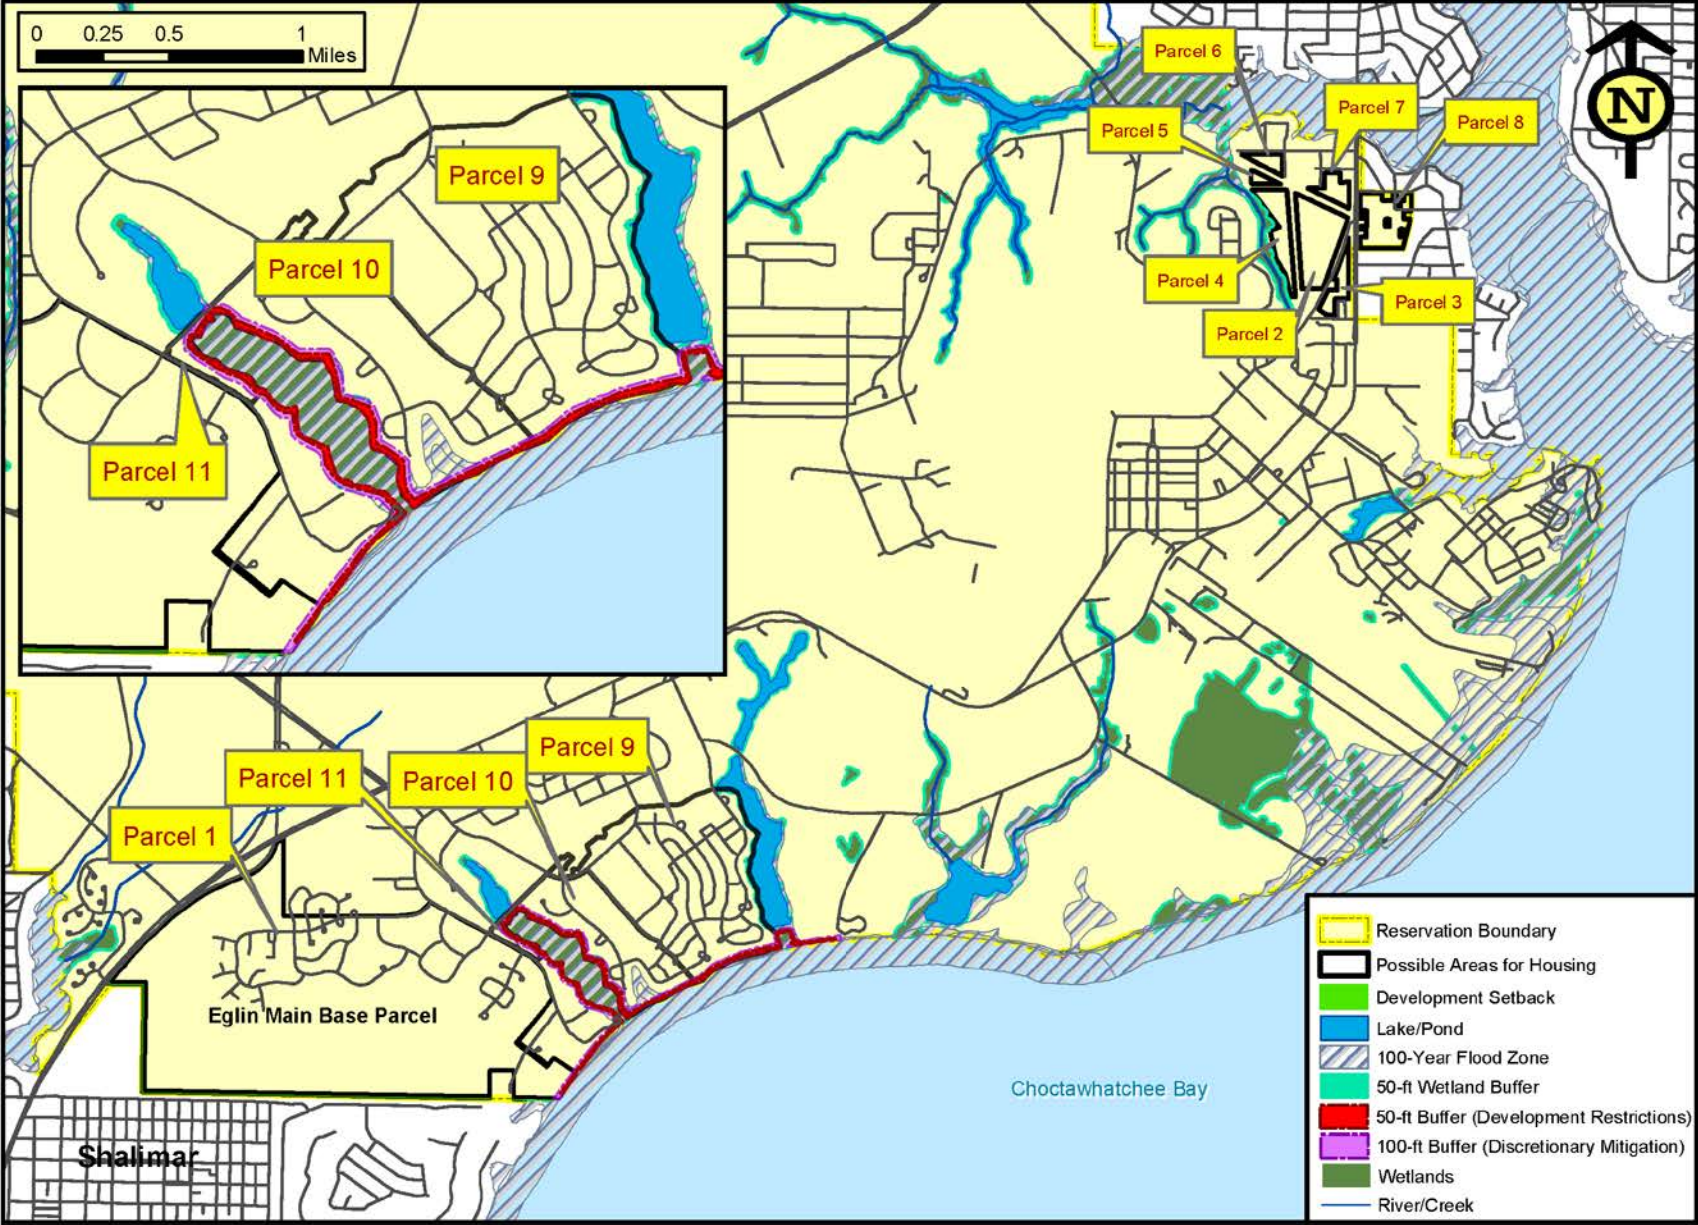 0 0.25 0.5 1
Miles
N
Parcel 6
Parcel 7
Parcel 8
Parcel 5
Parcel 4
Parcel 3
Parcel 2
Parcel 9
Parcel 10
Parcel 11
Parcel 9
Parcel 10
Parcel 11
Parcel 1
Eglin Main Base Parcel
Shalimar
Choctawhatchee Bay
Reservation Boundary
Possible Areas for Housing
Development Setback
Lake/Pond
100-Year Flood Zone
50-ft Wetland Buffer
50-ft Buffer (Development Restrictions)
100-ft Buffer (Discretionary Mitigation)
Wetlands
River/Creek